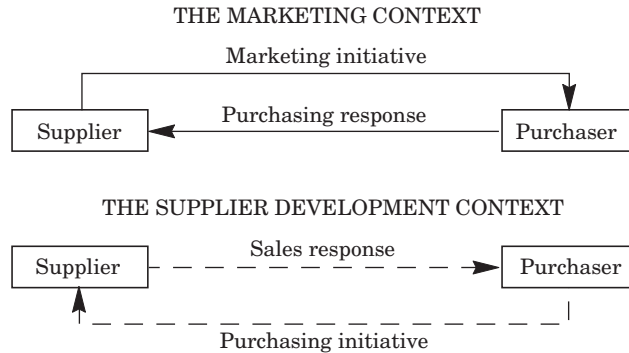 THE MARKETING CONTEXT
Marketing initiative
Purchasing response
Supplier
Purchaser
THE SUPPLIER DEVELOPMENT CONTEXT
Sales response
Supplier
Purchaser
Purchasing initiative